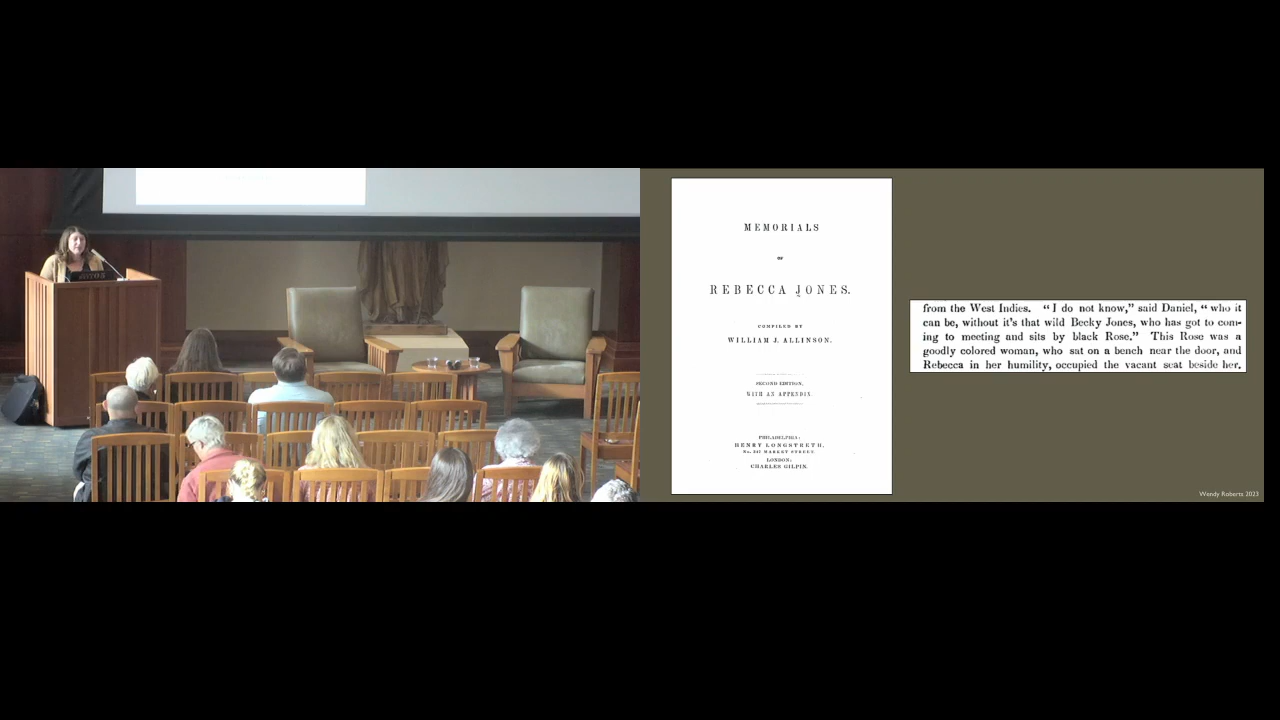 MEMORIALS
OF
REBECCA JONES.
COMPILED BY
WILLIAM J. ALLINSON.
SECOND EDITION,
WITH AN APPENDIX.
PHILADELPHIA:
HENRY LONGSTRETH,
No. 347 MARKET STREET
LONDON:
CHARLES GILPIN.
from the West Indies. “I do not know,” said Daniel, “who it
can be, without it’s that wild Becky Jones, who has got to com-
ing to meeting and sits by black Rose.” This Rose was a
goodly colored woman, who sat on a bench near the door, and
Rebecca in her humility, occupied the vacant seat beside her.
Wendy Roberts 2023